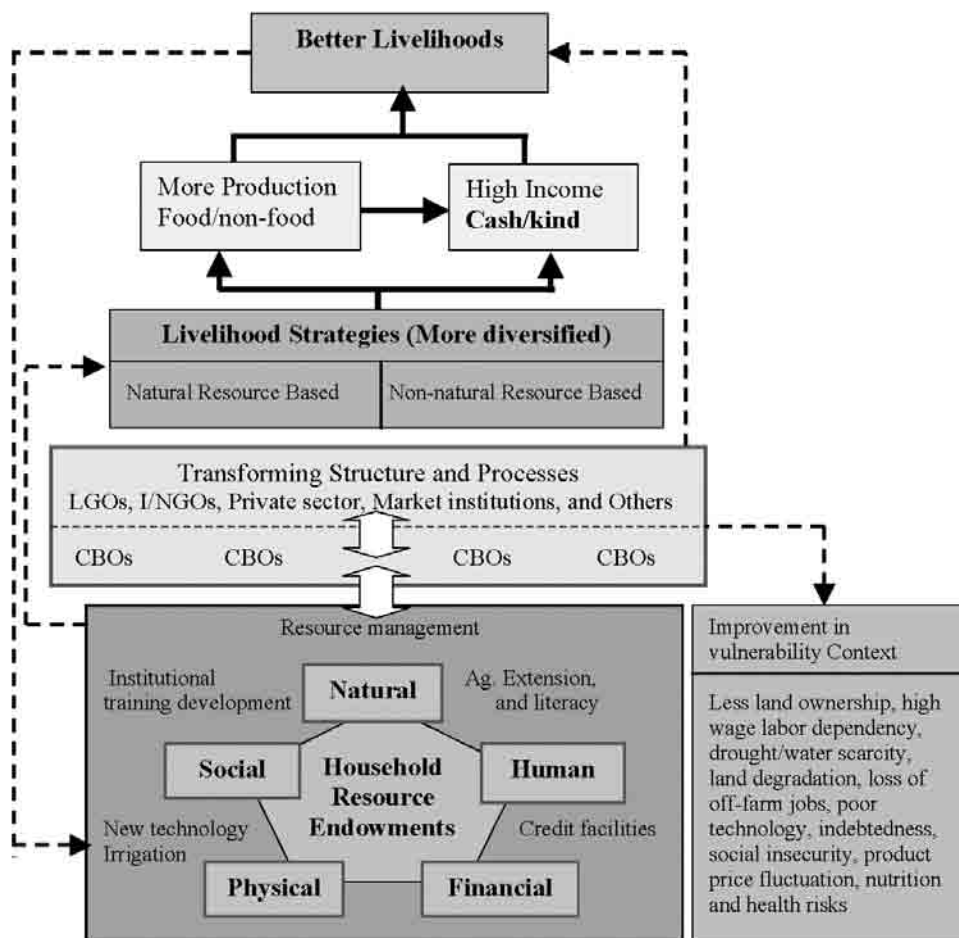 Better Livelihoods
More Production
Food/non-food
High Income
Cash/kind
Livelihood Strategies (More diversified)
Natural Resource Based
Non-natural Resource Based
Transforming Structure and Processes
LGOs, I/NGOs, Private sector, Market institutions, and Others
CBOs CBOs CBOs CBOs
Resource management
Institutional
training development
Natural
Ag. Extension,
and literacy
Social
Household
Resource
Endowments
Human
New technology
Irrigation
Credit facilities
Physical
Financial
Improvement in
vulnerability Context
Less land ownership, high
wage labor dependency,
drought/water scarcity,
land degradation, loss of
off-farm jobs, poor
technology, indebtedness,
social insecurity, product
price fluctuation, nutrition
and health risks